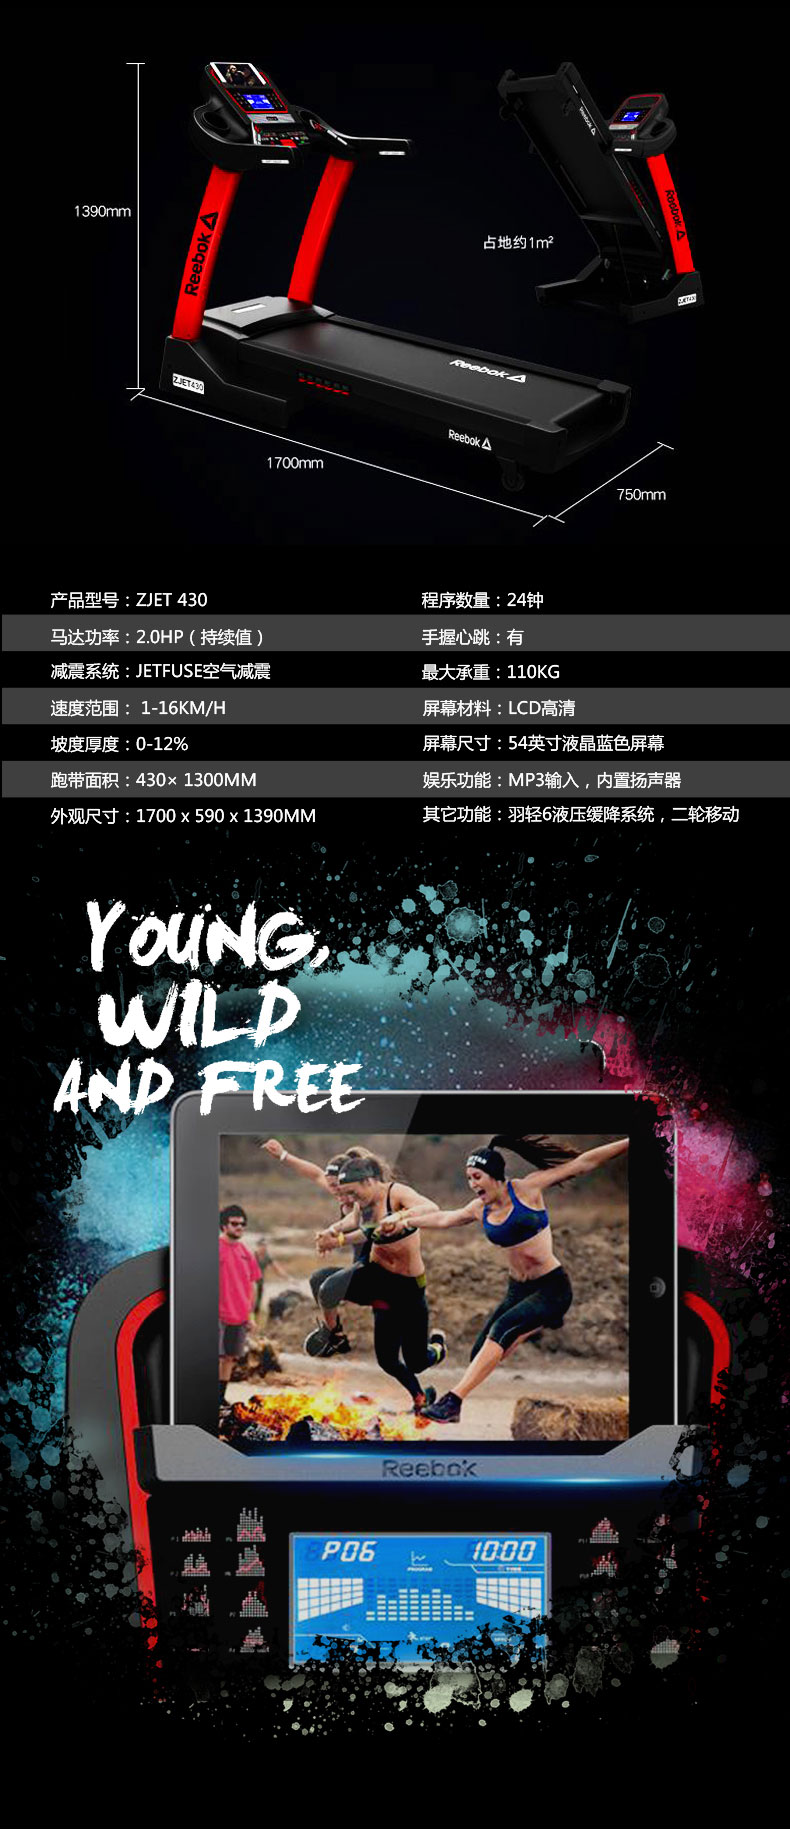 1390mm
Reebok
ZJET430
Reebok
Reebok
1700mm
750mm
占地约1m²
Reebok
Reebok
ZJET430
产品型号：ZJET 430
程序数量：24钟
马达功率：2.0HP（持续值）
手握心跳：有
减震系统：JETFUSE空气减震
最大承重：110KG
速度范围： 1-16KM/H
屏幕材料：LCD高清
坡度厚度：0-12%
屏幕尺寸：54英寸液晶蓝色屏幕
跑带面积：430× 1300MM
娱乐功能：MP3输入，内置扬声器
外观尺寸：1700 x 590 x 1390MM
其它功能：羽轻6液压缓降系统，二轮移动
YOUNG,
WILD
AND FREE
Reebok
P06
10:00
PROGRAM